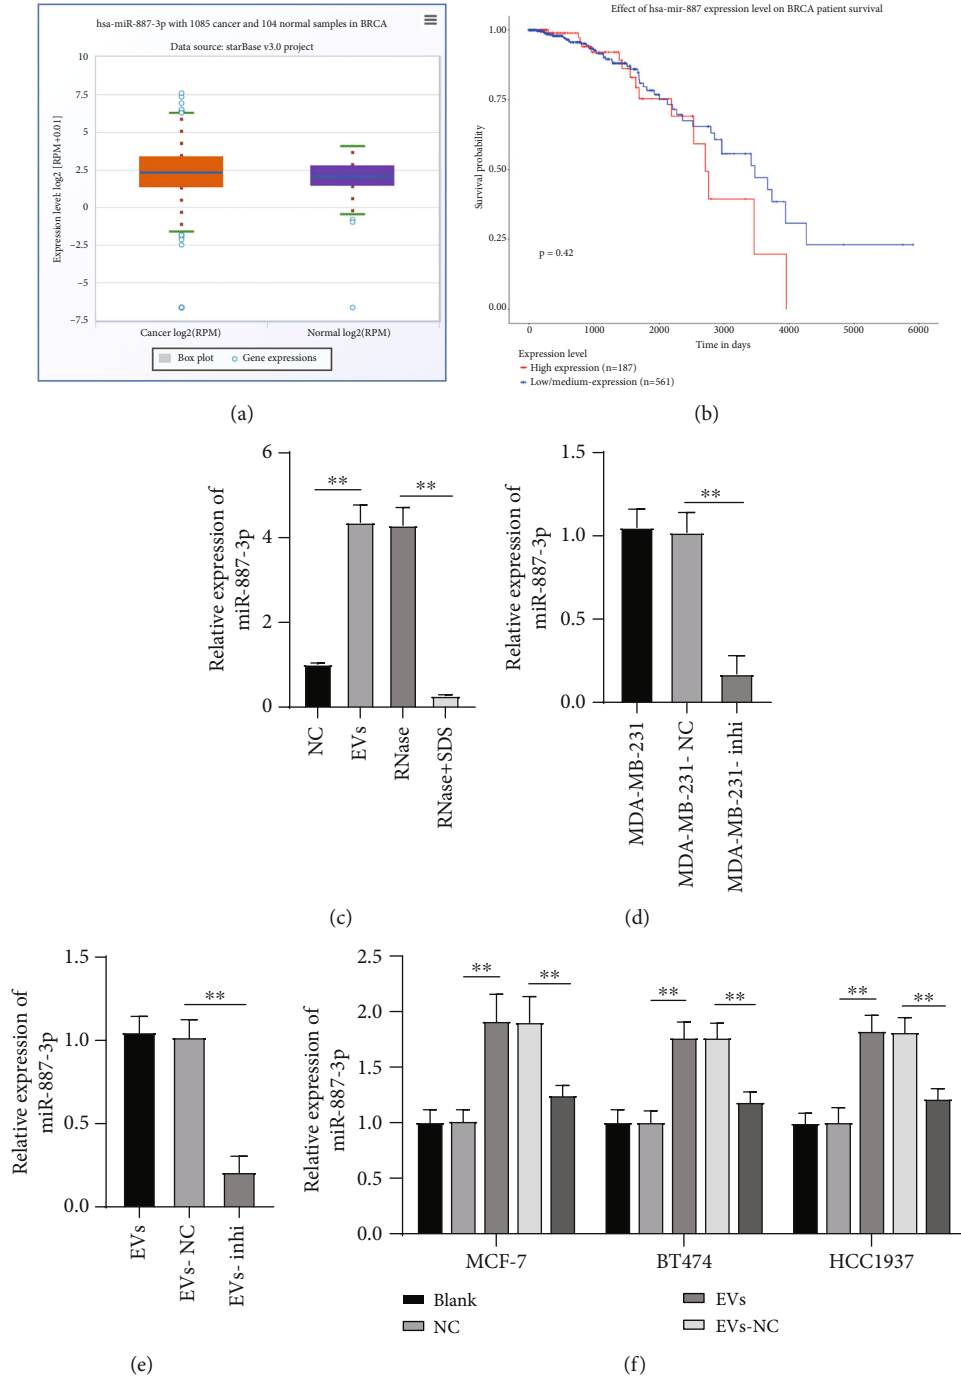 hsa-miR-887-3p with 1085 cancer and 104 normal samples in BRCA
Data source: starBase v3.0 project
Expression level: log2 [RPM+0.01]
10
7.5
5
2.5
0
−2.5
−5
−7.5
Cancer log2(RPM)
Normal log2(RPM)
Box plot
Gene expressions
(a)
Effect of hsa-mir-887 expression level on BRCA patient survival
Survival probability
1.00
0.75
0.50
0.25
0.00
p = 0.42
0
1000
2000
3000
4000
5000
6000
Time in days
Expression level
High expression (n=187)
Low/medium-expression (n=561)
(b)
Relative expression of
miR-887-3p
6
4
2
0
**
**
NC
EVs
RNase
RNase+SDS
(c)
Relative expression of
miR-887-3p
1.5
1.0
0.5
0.0
**
MDA-MB-231
MDA-MB-231- NC
MDA-MB-231- inhi
(d)
Relative expression of
miR-887-3p
1.5
1.0
0.5
0.0
**
EVs
EVs- NC
EVs- inhi
(e)
Relative expression of
miR-887-3p
2.5
2.0
1.5
1.0
0.5
0.0
**
**
**
**
**
**
MCF-7
BT474
HCC1937
Blank
NC
EVs
EVs-NC
(f)